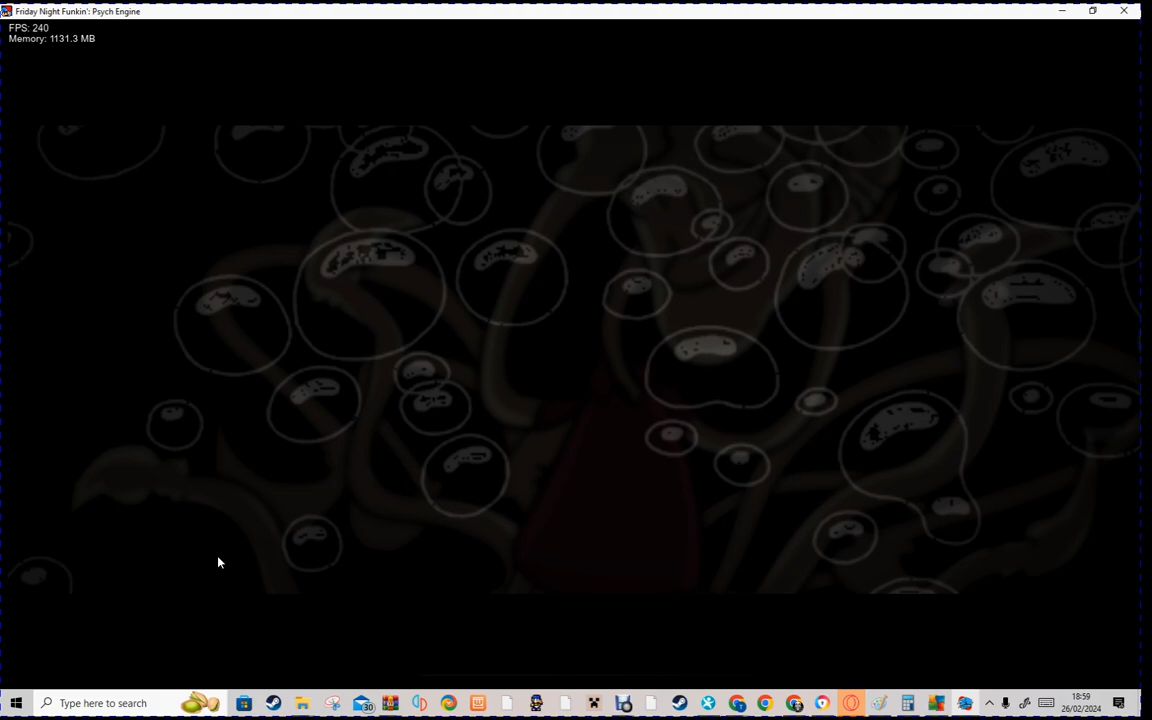 Friday Night Funkin': Psych Engine
FPS: 240
Memory: 1131.3 MB
Type here to search
30
18:59
26/02/2024